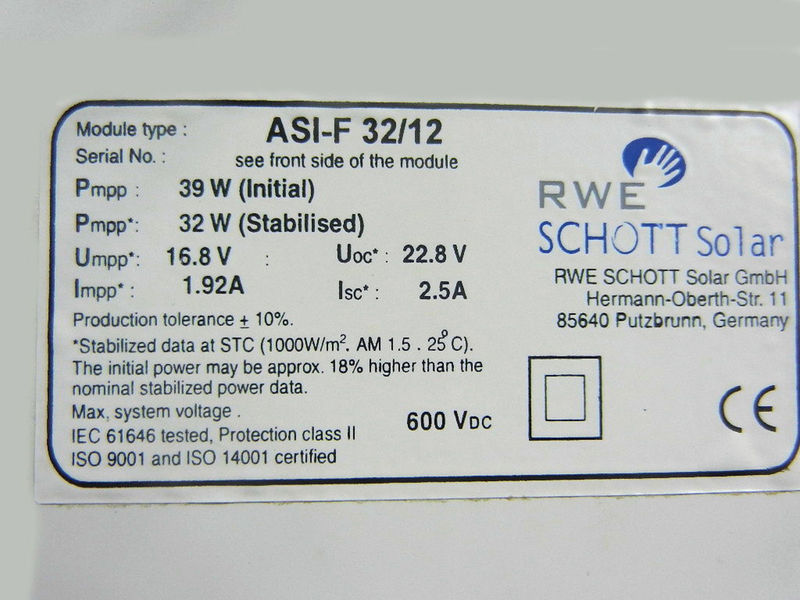 Module type : ASI-F 32/12
Serial No. : see front side of the module
Pmpp : 39 W (Initial)
Pmpp*: 32 W (Stabilised)
Umpp*: 16.8 V : Uoc* : 22.8 V
Impp* : 1.92A Isc* : 2.5A
Production tolerance ± 10%.
*Stabilized data at STC (1000W/m². AM 1.5 . 25°C).
The initial power may be approx. 18% higher than the
nominal stabilized power data.
Max. system voltage . 600 VDC
IEC 61646 tested, Protection class II
ISO 9001 and ISO 14001 certified
RWE
SCHOTT Solar
RWE SCHOTT Solar GmbH
Hermann-Oberth-Str. 11
85640 Putzbrunn, Germany
CE